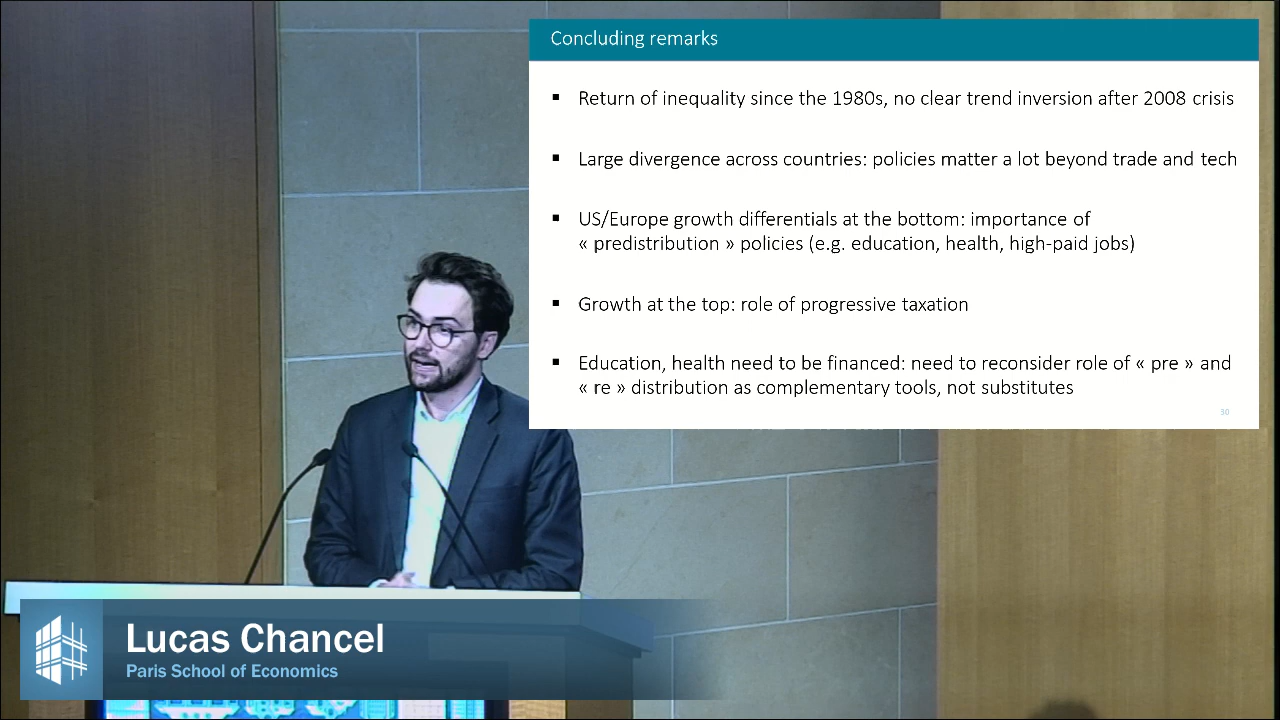 Concluding remarks
▪ Return of inequality since the 1980s, no clear trend inversion after 2008 crisis
▪ Large divergence across countries: policies matter a lot beyond trade and tech
▪ US/Europe growth differentials at the bottom: importance of
« predistribution » policies (e.g. education, health, high-paid jobs)
▪ Growth at the top: role of progressive taxation
▪ Education, health need to be financed: need to reconsider role of « pre » and
« re » distribution as complementary tools, not substitutes
30
Lucas Chancel
Paris School of Economics